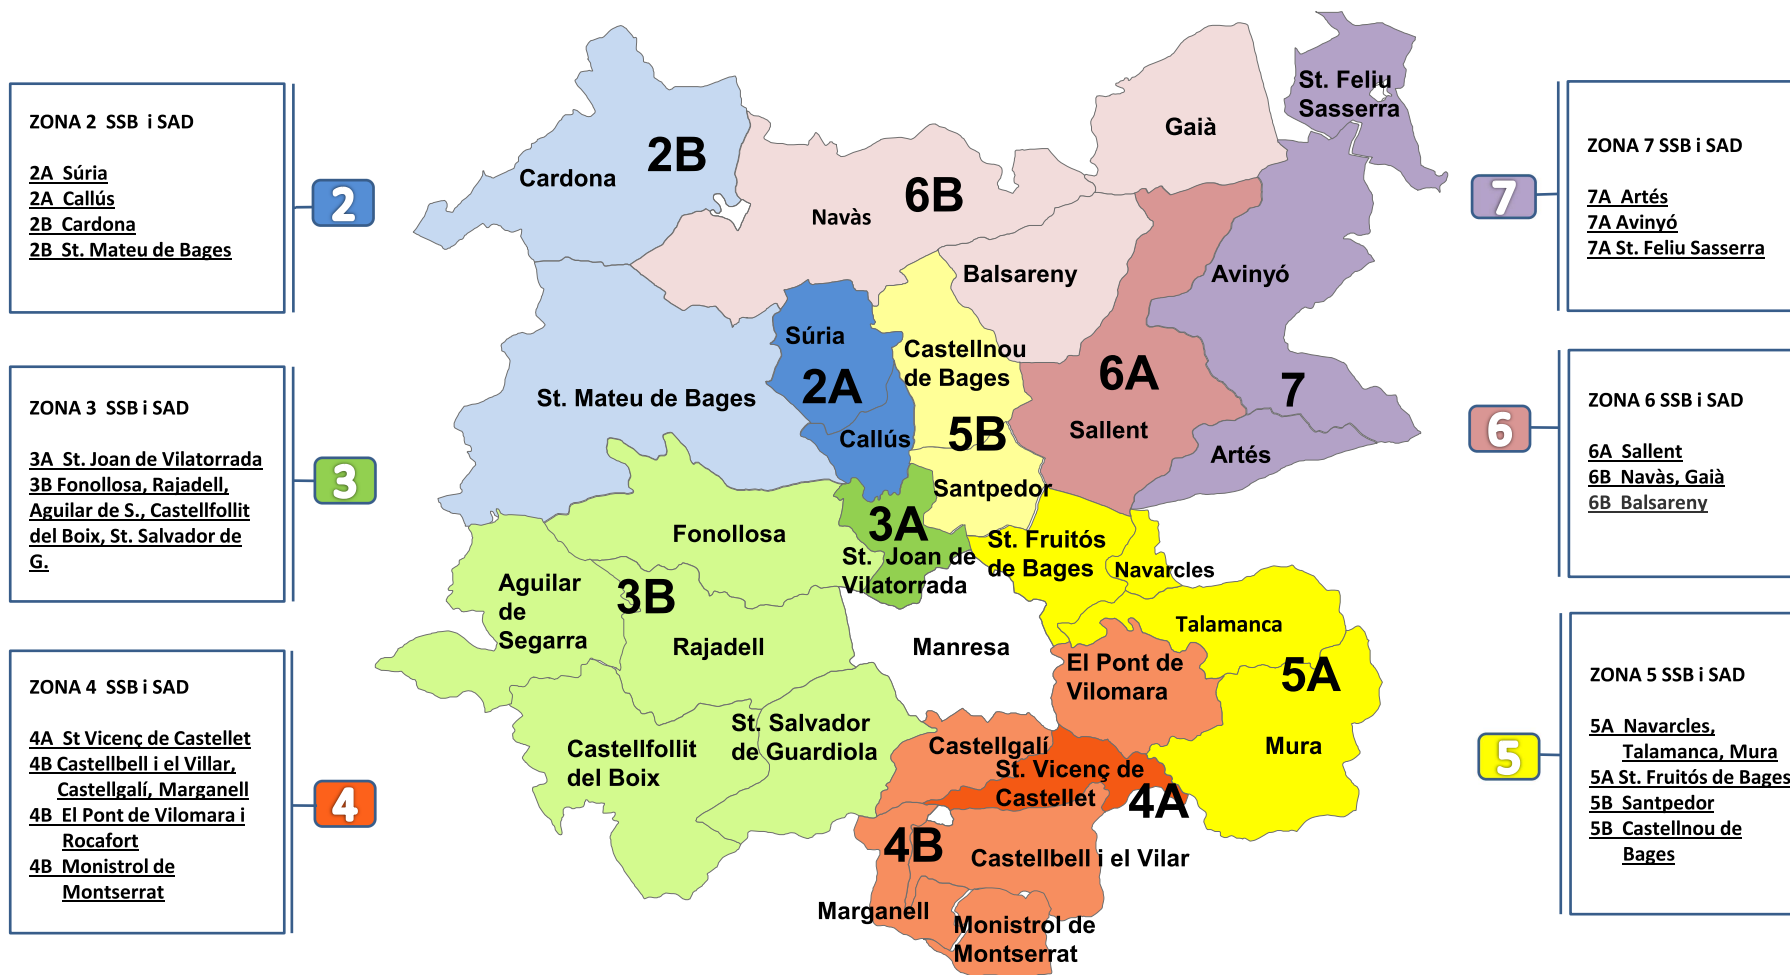 ZONA 2 SSB i SAD
2A Súria
2A Callús
2B Cardona
2B St. Mateu de Bages
2
ZONA 3 SSB i SAD
3A St. Joan de Vilatorrada
3B Fonollosa, Rajadell,
Aguilar de S., Castellfollit
del Boix, St. Salvador de
G.
3
ZONA 4 SSB i SAD
4A St Vicenç de Castellet
4B Castellbell i el Villar,
Castellgalí, Marganell
4B El Pont de Vilomara i
Rocafort
4B Monistrol de
Montserrat
4
Cardona
2B
Navàs
6B
Gaià
St. Feliu
Sasserra
Balsareny
Avinyó
Súria
2A
Callús
St. Mateu de Bages
Castellnou
de Bages
5B
Santpedor
6A
Sallent
7
Artés
Fonollosa
3A
St. Joan de
Vilatorrada
St. Fruitós
de Bages
Navarcles
Aguilar
de
Segarra
3B
Rajadell
Manresa
Talamanca
El Pont de
Vilomara
5A
Mura
St. Salvador
de Guardiola
Castellfollit
del Boix
Castellgalí
St. Vicenç de
Castellet
4A
4B
Castellbell i el Vilar
Marganell
Monistrol de
Montserrat
7
ZONA 7 SSB i SAD
7A Artés
7A Avinyó
7A St. Feliu Sasserra
6
ZONA 6 SSB i SAD
6A Sallent
6B Navàs, Gaià
6B Balsareny
5
ZONA 5 SSB i SAD
5A Navarcles,
Talamanca, Mura
5A St. Fruitós de Bages
5B Santpedor
5B Castellnou de
Bages